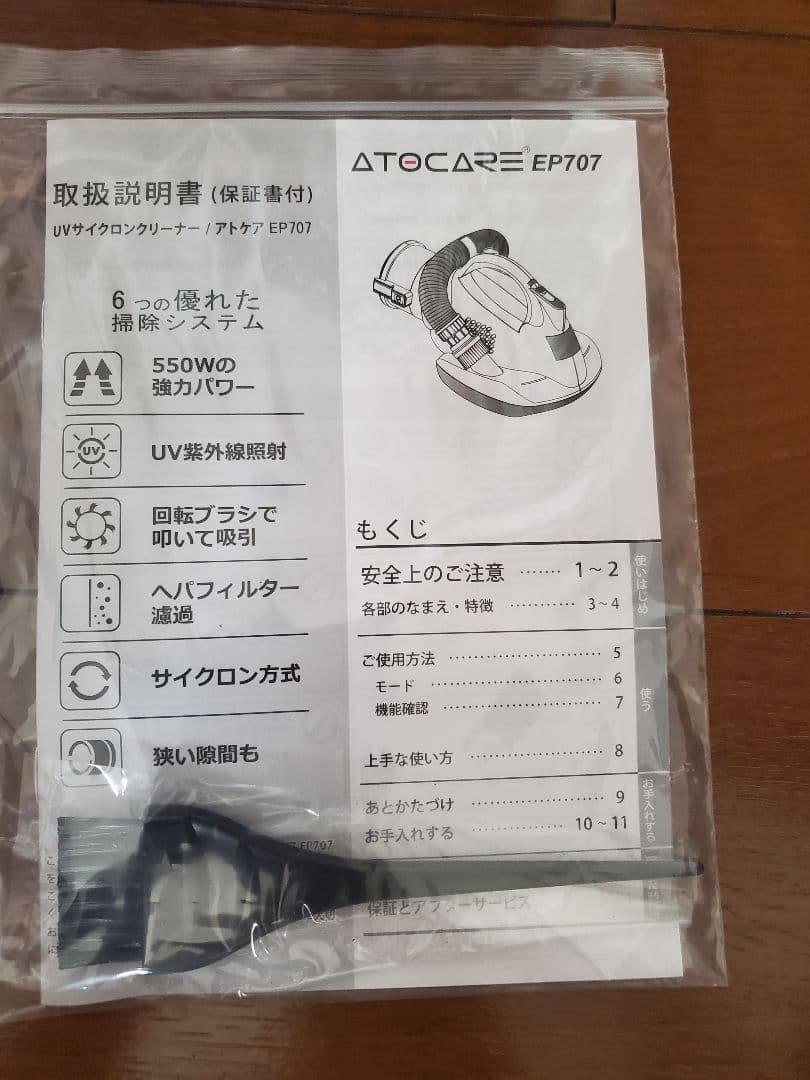 取扱説明書(保証書付)
UVサイクロンクリーナー / アトケア EP707
6つの優れた
掃除システム
550Wの
強力パワー
UV
UV紫外線照射
回転ブラシで
叩いて吸引
ヘパフィルター
濾過
サイクロン方式
狭い隙間も
EP707
大切
ATOCARE® EP707
もくじ
安全上のご注意 ······· 1~2
各部のなまえ・特徴 ··········· 3~4
使いはじめ
ご使用方法 ························· 5
モード ···························· 6
機能確認 ·························· 7
上手な使い方 ······················ 8
使う
あとかたづけ ······················ 9
お手入れする ··············· 10~11
お手入れする
保証とアフターサービス